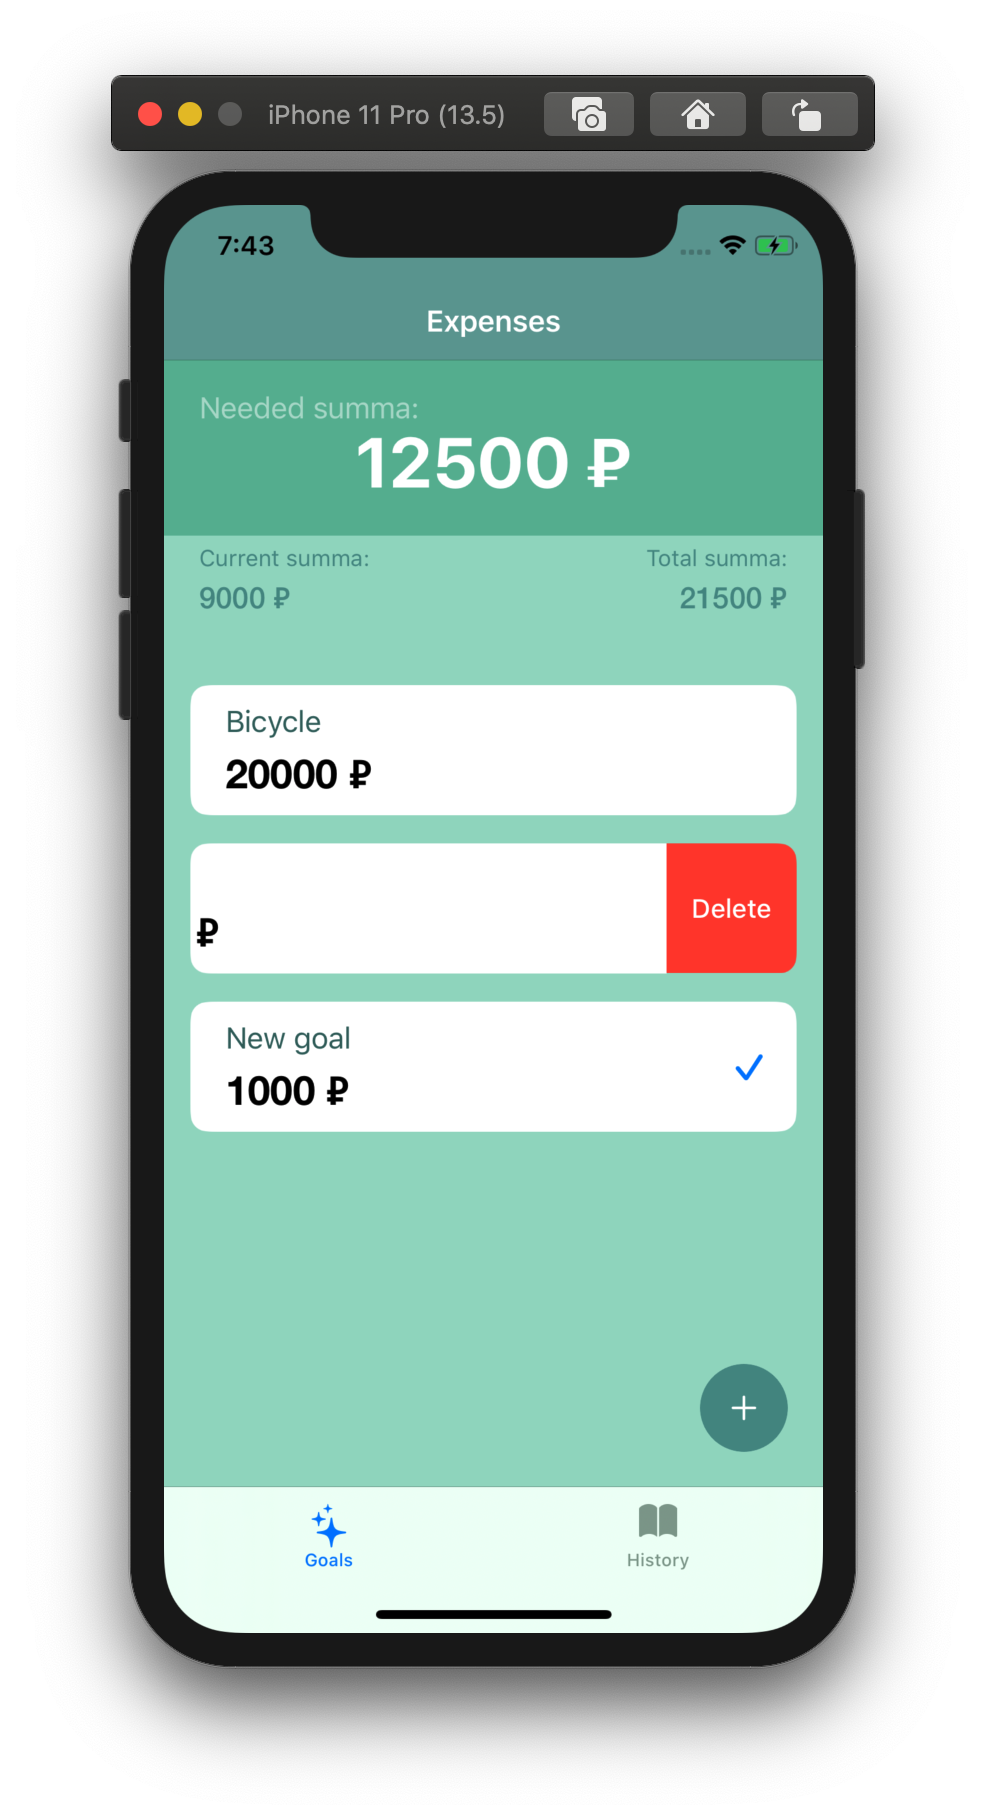 iPhone 11 Pro (13.5)
7:43
Expenses
Needed summa:
12500 ₽
Current summa:
Total summa:
9000 ₽
21500 ₽
Bicycle
20000 ₽
₽
Delete
New goal
1000 ₽
Goals
History